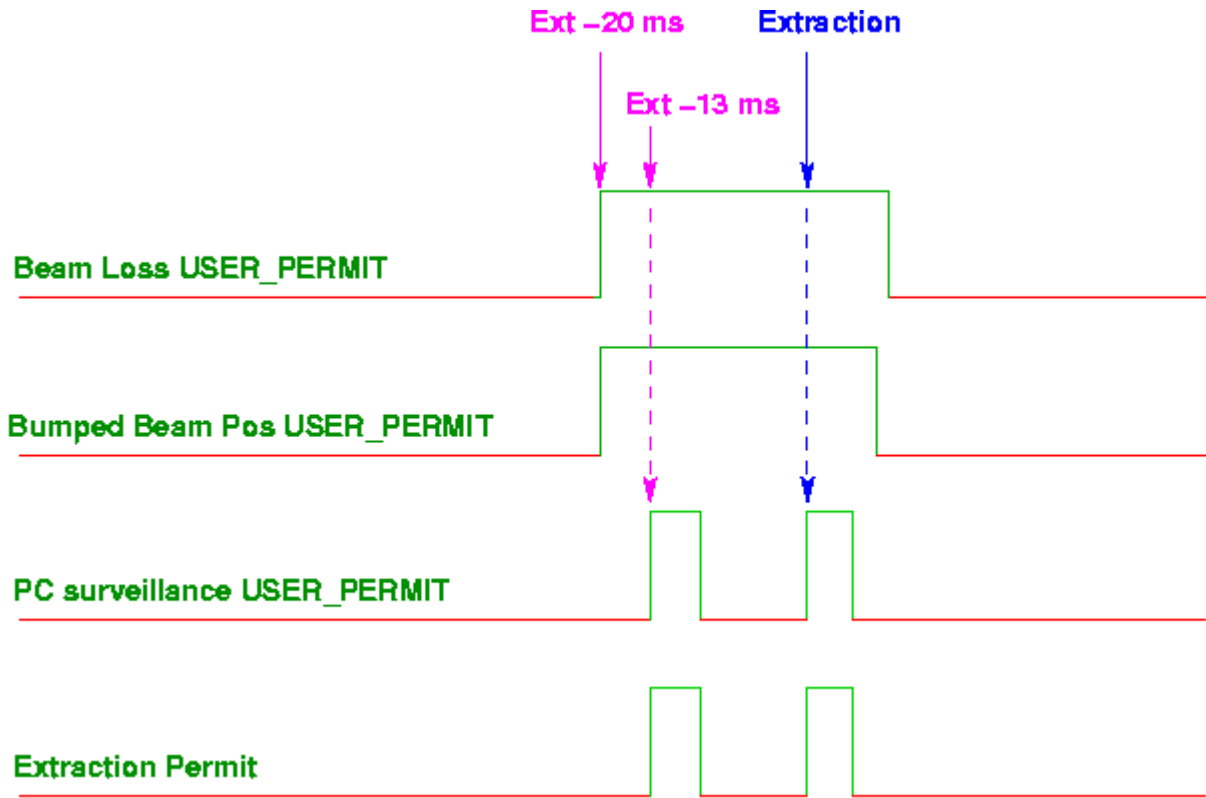 Ext –20 ms
Extraction
Ext –13 ms
Beam Loss USER_PERMIT
Bumped Beam Pos USER_PERMIT
PC surveillance USER_PERMIT
Extraction Permit